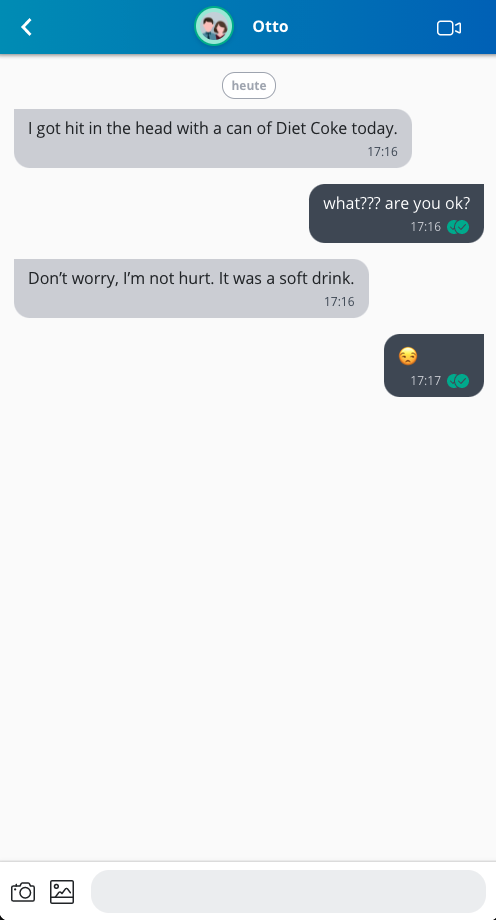 Otto
heute
I got hit in the head with a can of Diet Coke today.
17:16
what??? are you ok?
17:16
Don’t worry, I’m not hurt. It was a soft drink.
17:16
😒
17:17